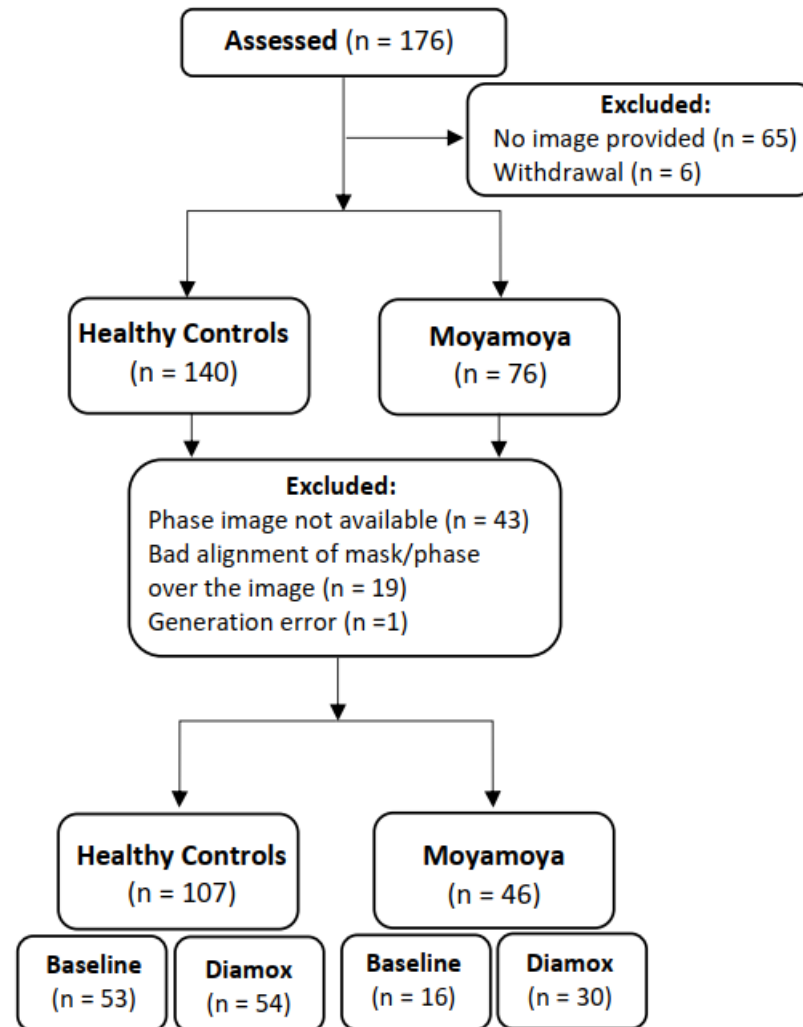 Assessed (n = 176)
Excluded:
No image provided (n = 65)
Withdrawal (n = 6)
Healthy Controls
(n = 140)
Moyamoya
(n = 76)
Excluded:
Phase image not available (n = 43)
Bad alignment of mask/phase
over the image (n = 19)
Generation error (n =1)
Healthy Controls
(n = 107)
Moyamoya
(n = 46)
Baseline
(n = 53)
Diamox
(n = 54)
Baseline
(n = 16)
Diamox
(n = 30)